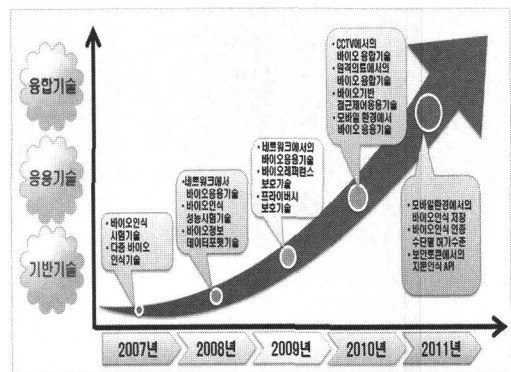 융합기술
응용기술
기반기술
• 바이오인식
시험기술
• 다중 바이오
인식기술
• 네트워크에서
바이오응용기술
• 바이오인식
성능시험기술
• 바이오정보
데이터포맷기술
• 네트워크에서의
바이오응용기술
• 바이오레퍼런스
보호기술
• 프라이버시
보호기술
• CCTV에서의
바이오 융합기술
• 원격의료에서의
바이오 융합기술
• 바이오기반
접근제어응용기술
• 모바일 환경에서
바이오 응용기술
• 모바일환경에서의
바이오인식 저장
• 바이오인식 인증
수단별 허가수준
• 보안토큰에서의
지문인식 API
2007년
2008년
2009년
2010년
2011년